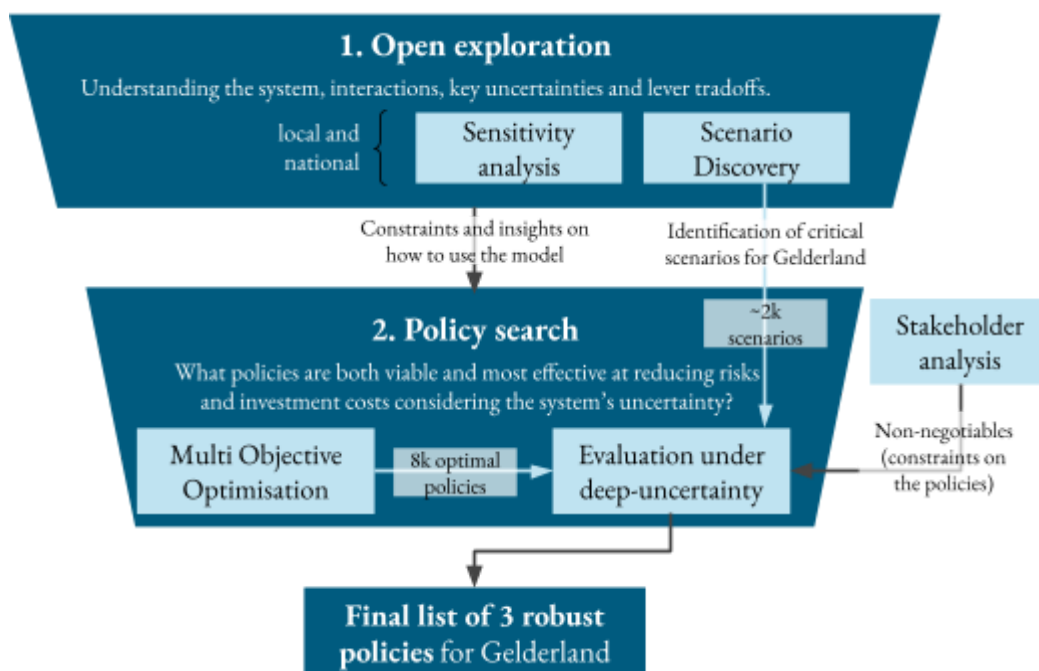 1. Open exploration
Understanding the system, interactions, key uncertainties and lever tradoffs.
local and
national
Sensitivity
analysis
Scenario
Discovery
Constraints and insights on
how to use the model
Identification of critical
scenarios for Gelderland
2. Policy search
~2k
scenarios
What policies are both viable and most effective at reducing risks
and investment costs considering the system's uncertainty?
Stakeholder
analysis
Multi Objective
Optimisation
8k optimal
policies
Evaluation under
deep-uncertainty
Non-negotiables
(constraints on
the policies)
Final list of 3 robust
policies for Gelderland